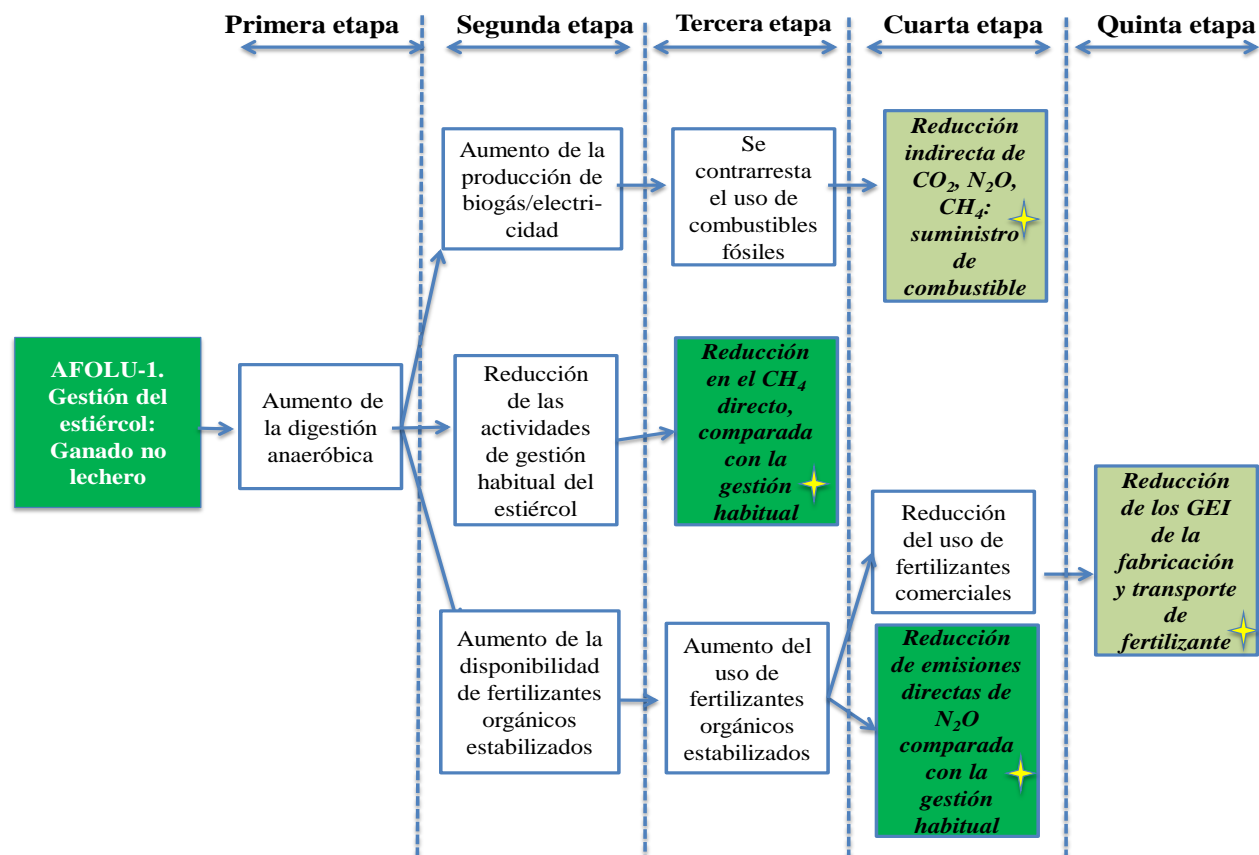 Primera etapa
Segunda etapa
Tercera etapa
Cuarta etapa
Quinta etapa
AFOLU-1.
Gestión del
estiércol:
Ganado no
lechero
Aumento de
la digestión
anaeróbica
Aumento de la
producción de
biogás/electri-
cidad
Se
contrarresta
el uso de
combustibles
fósiles
Reducción
indirecta de
CO₂, N₂O,
CH₄:
suministro
de
combustible
Reducción
de las
actividades
de gestión
habitual del
estiércol
Reducción
en el CH₄
directo,
comparada
con la
gestión
habitual
Aumento de la
disponibilidad
de fertilizantes
orgánicos
estabilizados
Aumento del
uso de
fertilizantes
orgánicos
estabilizados
Reducción
del uso de
fertilizantes
comerciales
Reducción
de emisiones
directas de
N₂O
comparada
con la
gestión
habitual
Reducción
de los GEI
de la
fabricación
y transporte
de
fertilizante